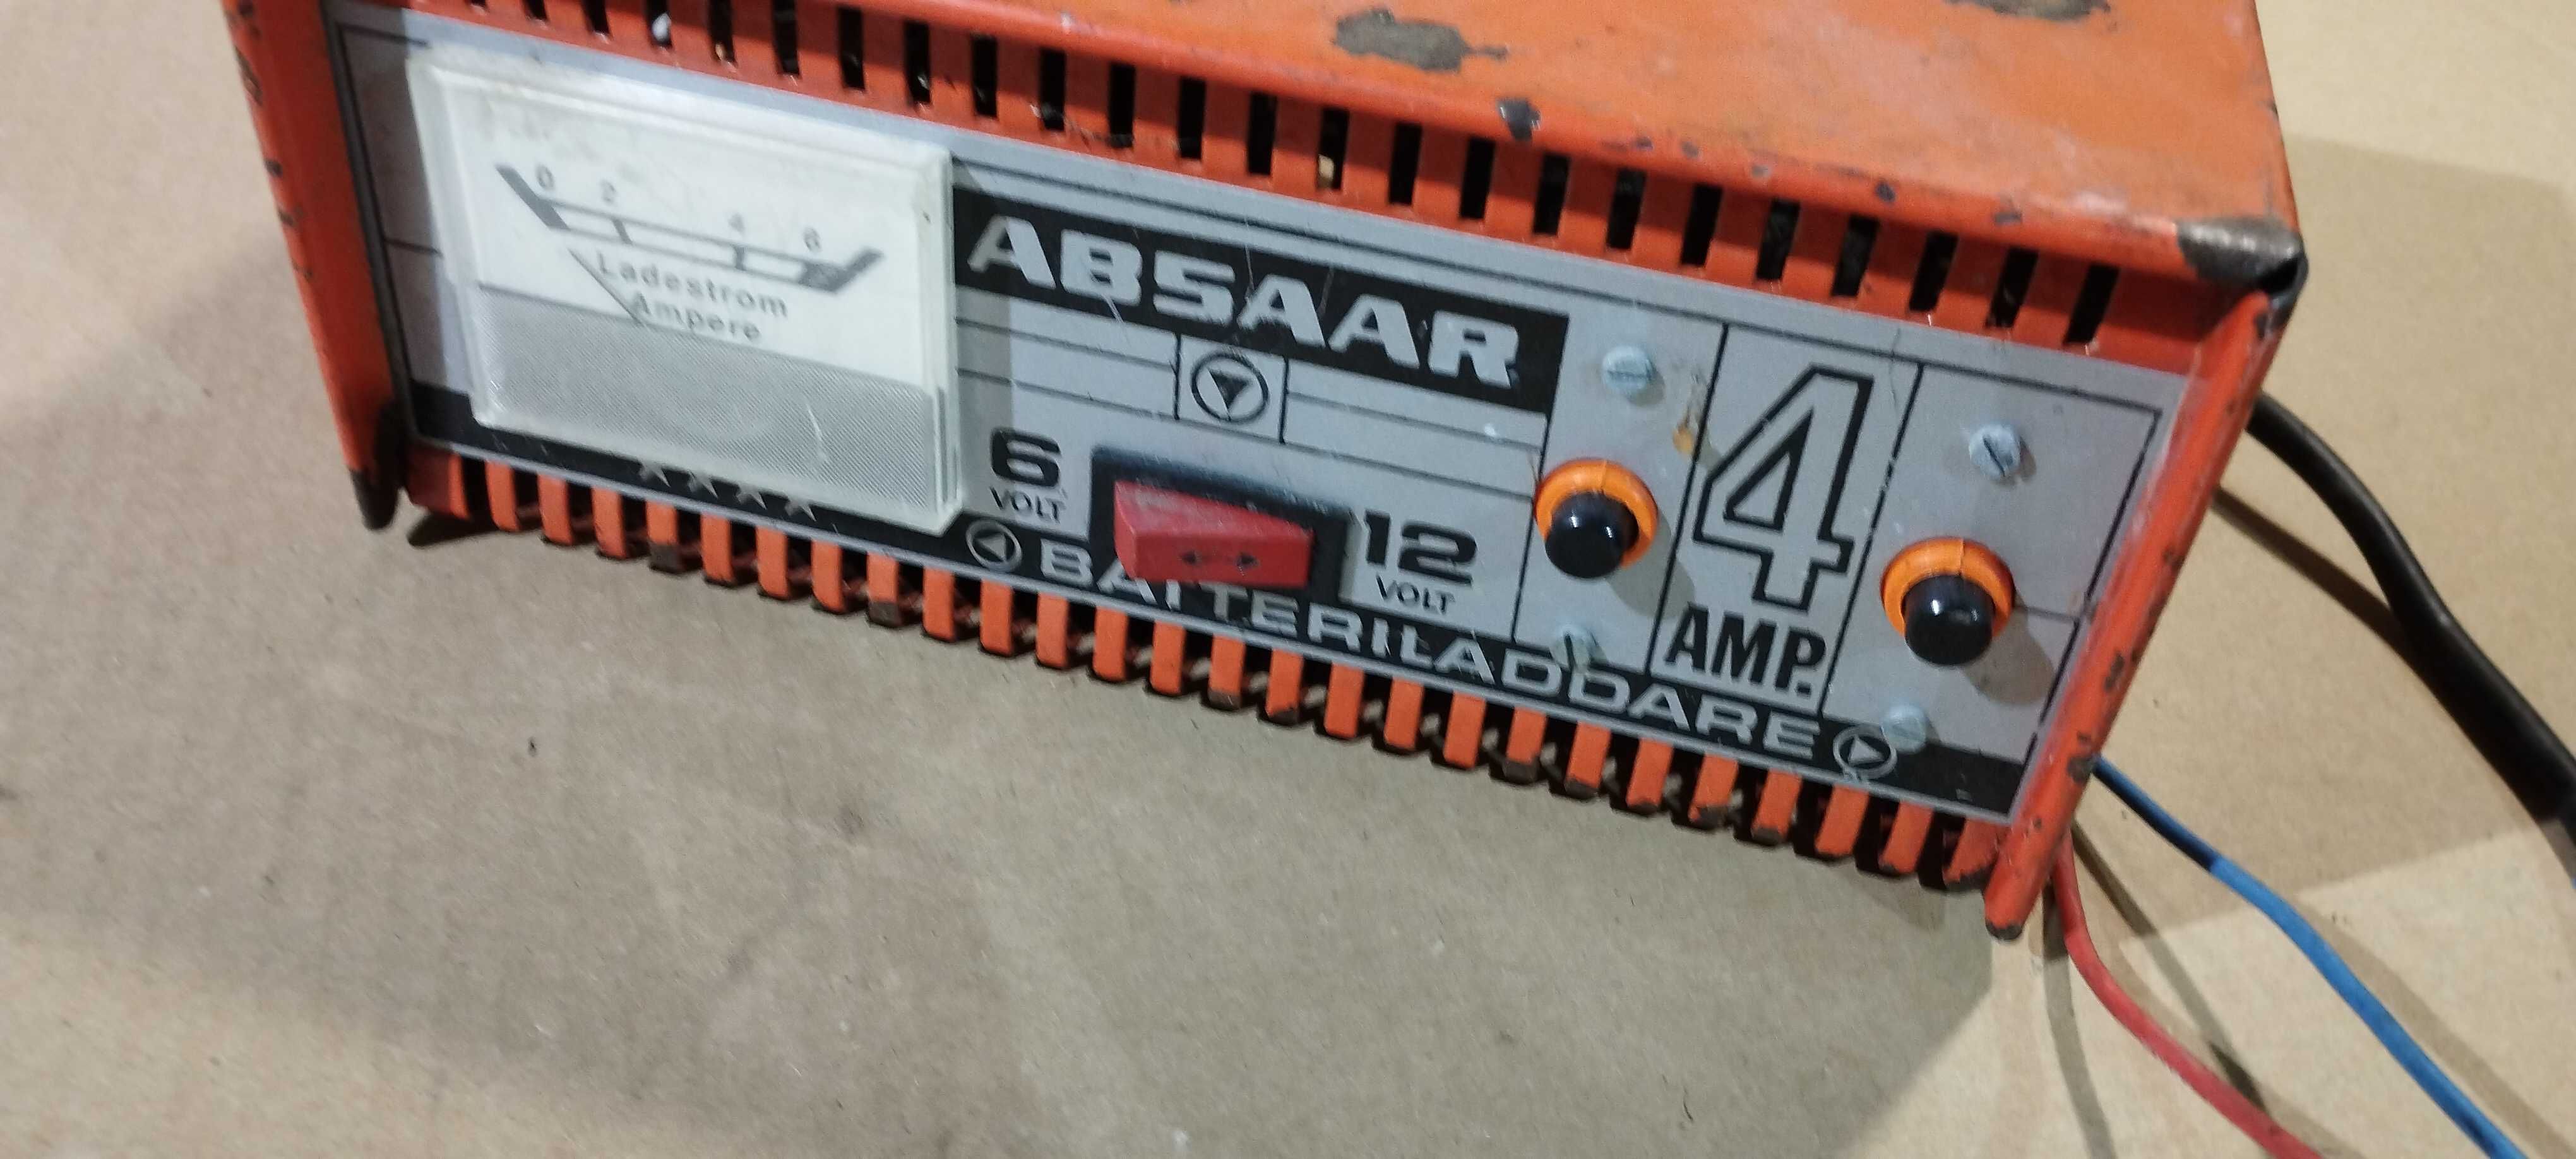 0 2 4 6
Ladestrom
Ampere
ABSAAR
6
VOLT
12
VOLT
4
AMP.
BATTERILADDARE